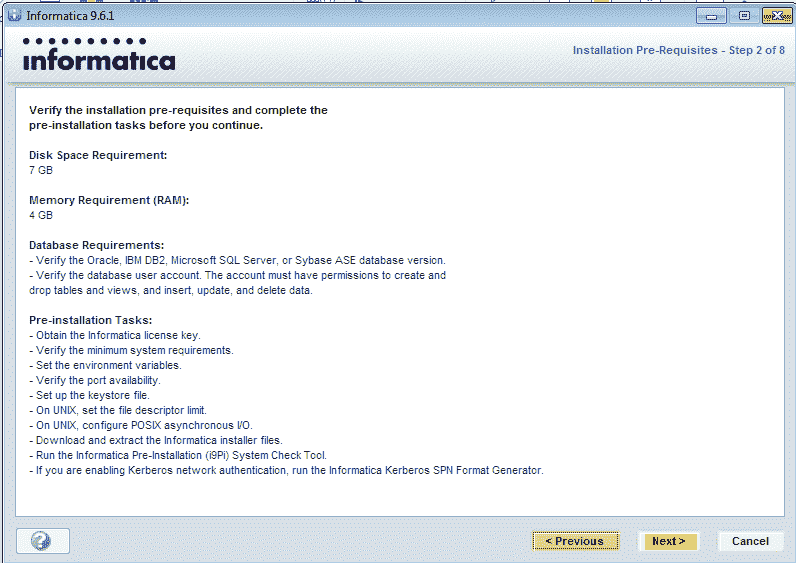 Informatica 9.6.1
informatica
Installation Pre-Requisites - Step 2 of 8
Verify the installation pre-requisites and complete the
pre-installation tasks before you continue.
Disk Space Requirement:
7 GB
Memory Requirement (RAM):
4 GB
Database Requirements:
- Verify the Oracle, IBM DB2, Microsoft SQL Server, or Sybase ASE database version.
- Verify the database user account. The account must have permissions to create and
drop tables and views, and insert, update, and delete data.
Pre-installation Tasks:
- Obtain the Informatica license key.
- Verify the minimum system requirements.
- Set the environment variables.
- Verify the port availability.
- Set up the keystore file.
- On UNIX, set the file descriptor limit.
- On UNIX, configure POSIX asynchronous I/O.
- Download and extract the Informatica installer files.
- Run the Informatica Pre-Installation (i9Pi) System Check Tool.
- If you are enabling Kerberos network authentication, run the Informatica Kerberos SPN Format Generator.
?
< Previous
Next >
Cancel